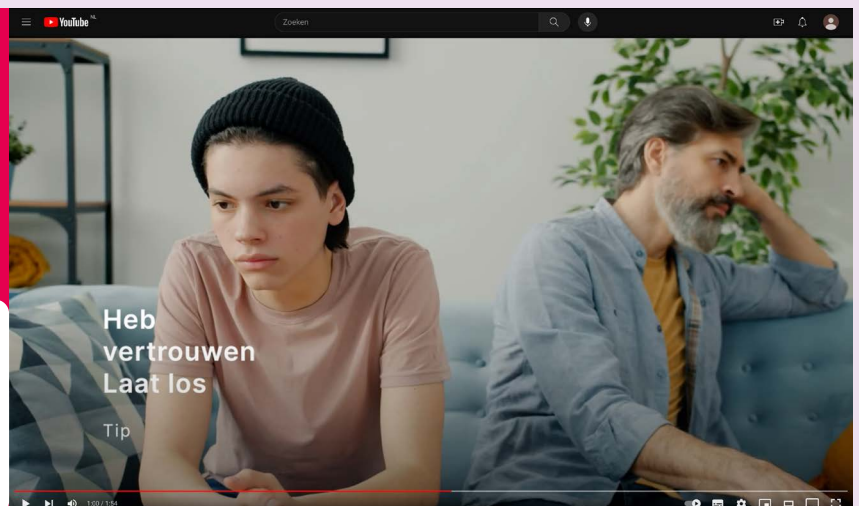 YouTube NL
Zoeken
Heb
vertrouwen
Laat los
Tip
1:00 / 1:54